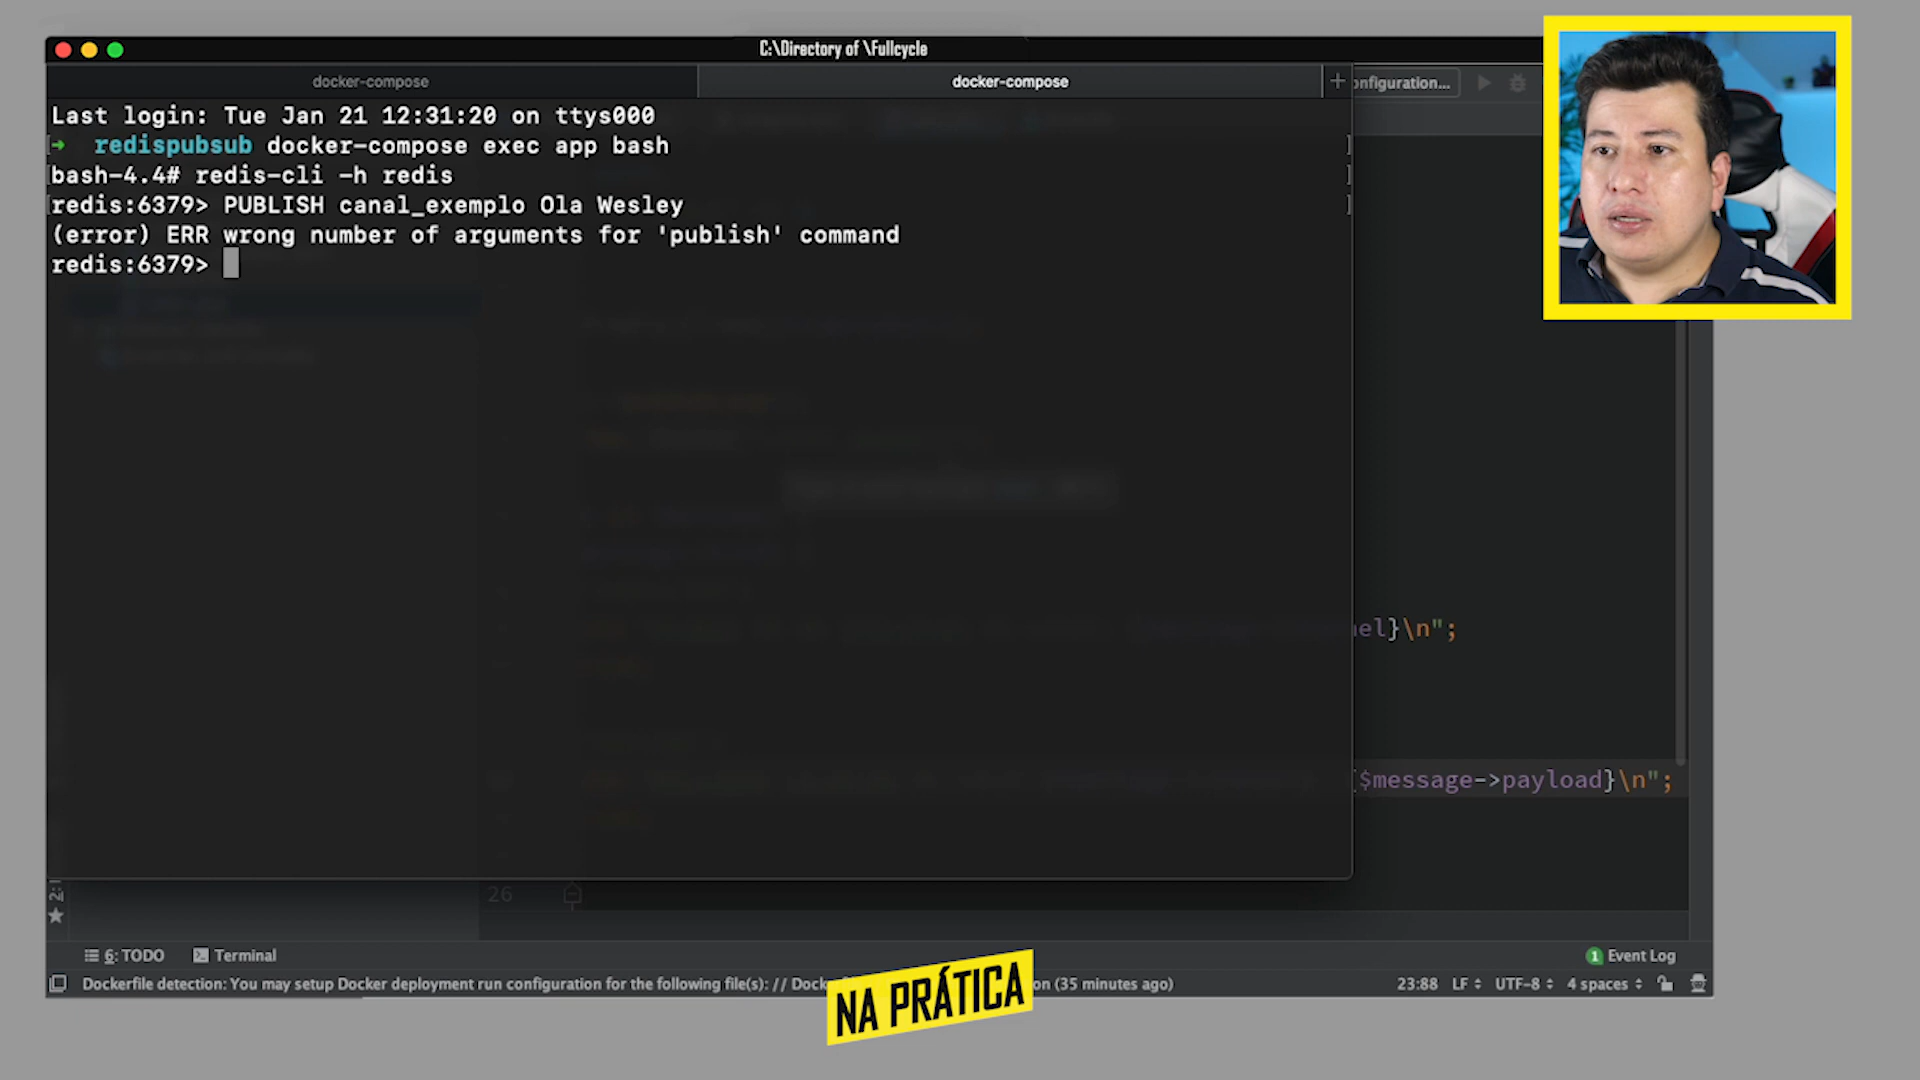 C:\Directory of \Fullcycle
docker-compose
docker-compose
+
onfiguration...
Last login: Tue Jan 21 12:31:20 on ttys000
➜ redispubsub docker-compose exec app bash
bash-4.4# redis-cli -h redis
redis:6379> PUBLISH canal_exemplo Ola Wesley
(error) ERR wrong number of arguments for 'publish' command
redis:6379>
el}\n";
{$message->payload}\n";
26
6: TODO
Terminal
1 Event Log
Dockerfile detection: You may setup Docker deployment run configuration for the following file(s): // Dock
on (35 minutes ago)
23:88 LF UTF-8 4 spaces
NA PRÁTICA